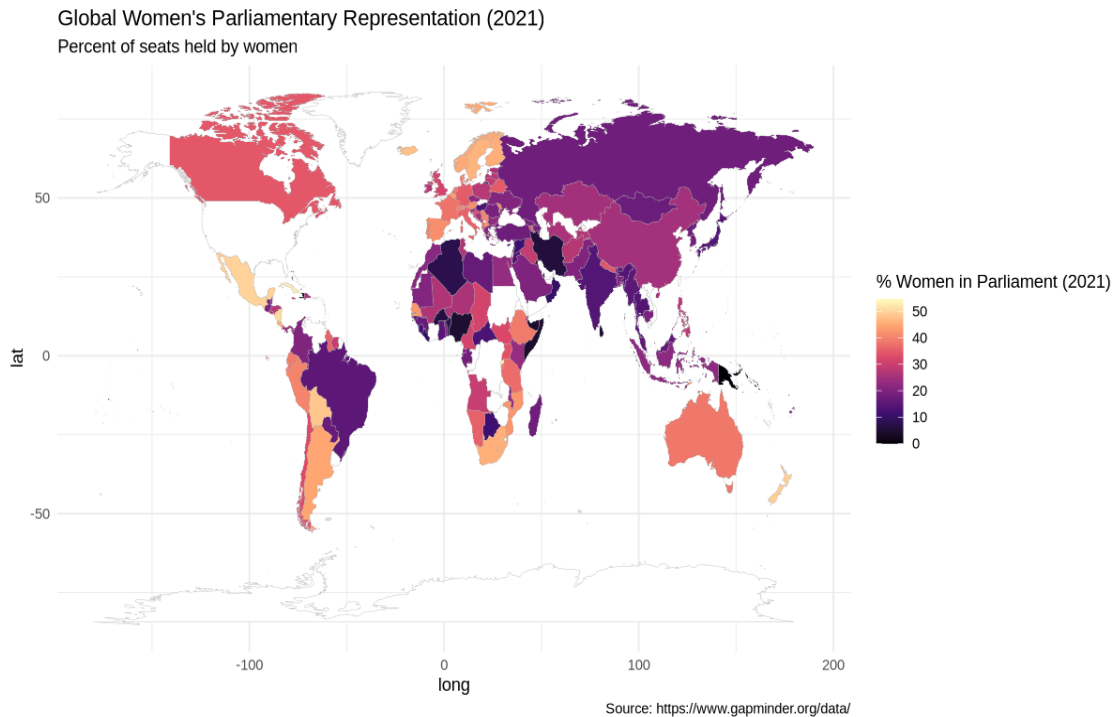 Global Women's Parliamentary Representation (2021)
Percent of seats held by women
lat
50
0
-50
-100
0
100
200
long
% Women in Parliament (2021)
50
40
30
20
10
0
Source: https://www.gapminder.org/data/